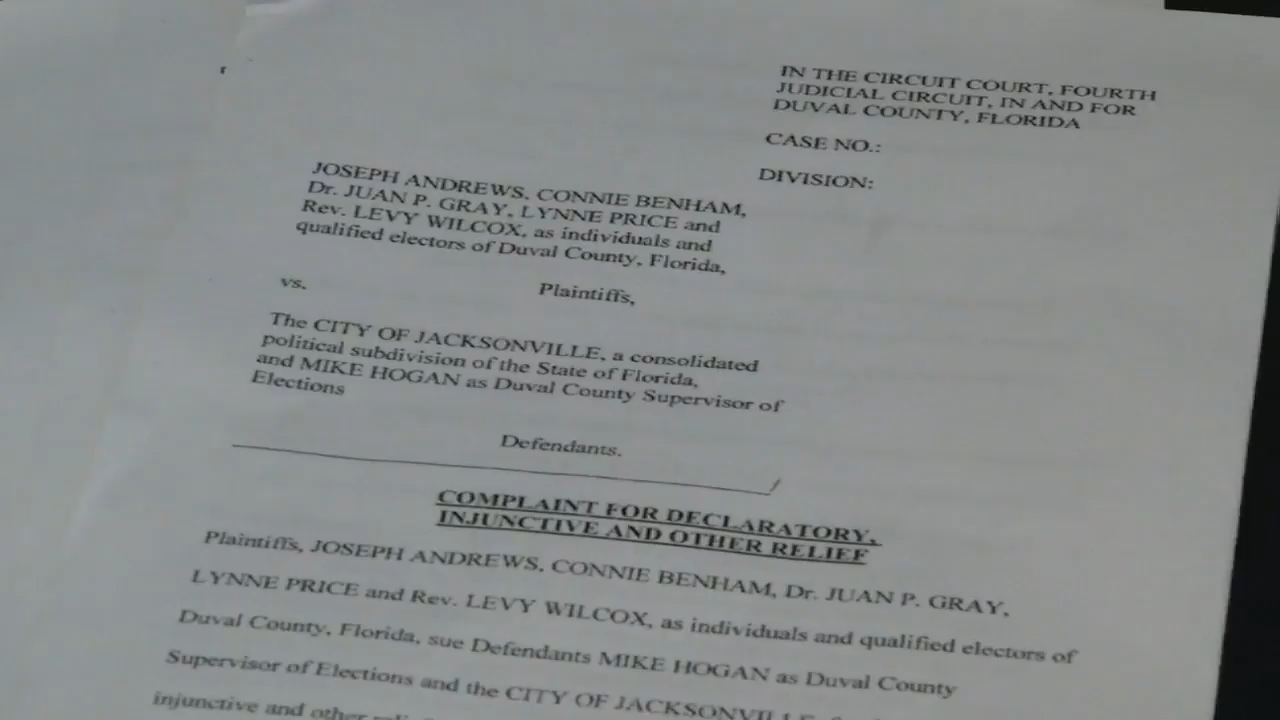 IN THE CIRCUIT COURT, FOURTH
JUDICIAL CIRCUIT, IN AND FOR
DUVAL COUNTY, FLORIDA
CASE NO.:
DIVISION:
JOSEPH ANDREWS, CONNIE BENHAM,
Dr. JUAN P. GRAY, LYNNE PRICE and
Rev. LEVY WILCOX, as individuals and
qualified electors of Duval County, Florida,
Plaintiffs,
vs.
The CITY OF JACKSONVILLE, a consolidated
political subdivision of the State of Florida,
and MIKE HOGAN as Duval County Supervisor of
Elections
Defendants.
/
COMPLAINT FOR DECLARATORY,
INJUNCTIVE AND OTHER RELIEF
Plaintiffs, JOSEPH ANDREWS, CONNIE BENHAM, Dr. JUAN P. GRAY,
LYNNE PRICE and Rev. LEVY WILCOX, as individuals and qualified electors of
Duval County, Florida, sue Defendants MIKE HOGAN as Duval County
Supervisor of Elections and the CITY OF JACKSONVILLE
injunctive and other